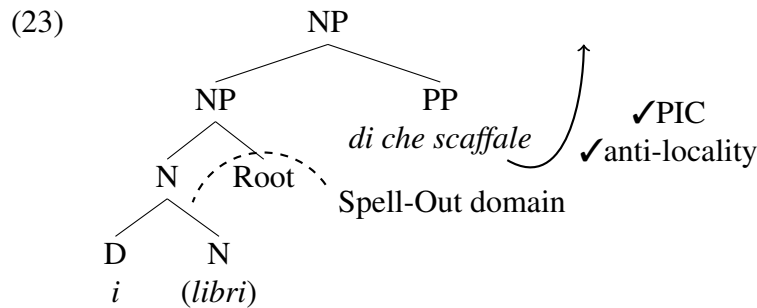 (23) NP
NP PP
di che scaffale
✓PIC
✓anti-locality
N Root
Spell-Out domain
D N
i (libri)